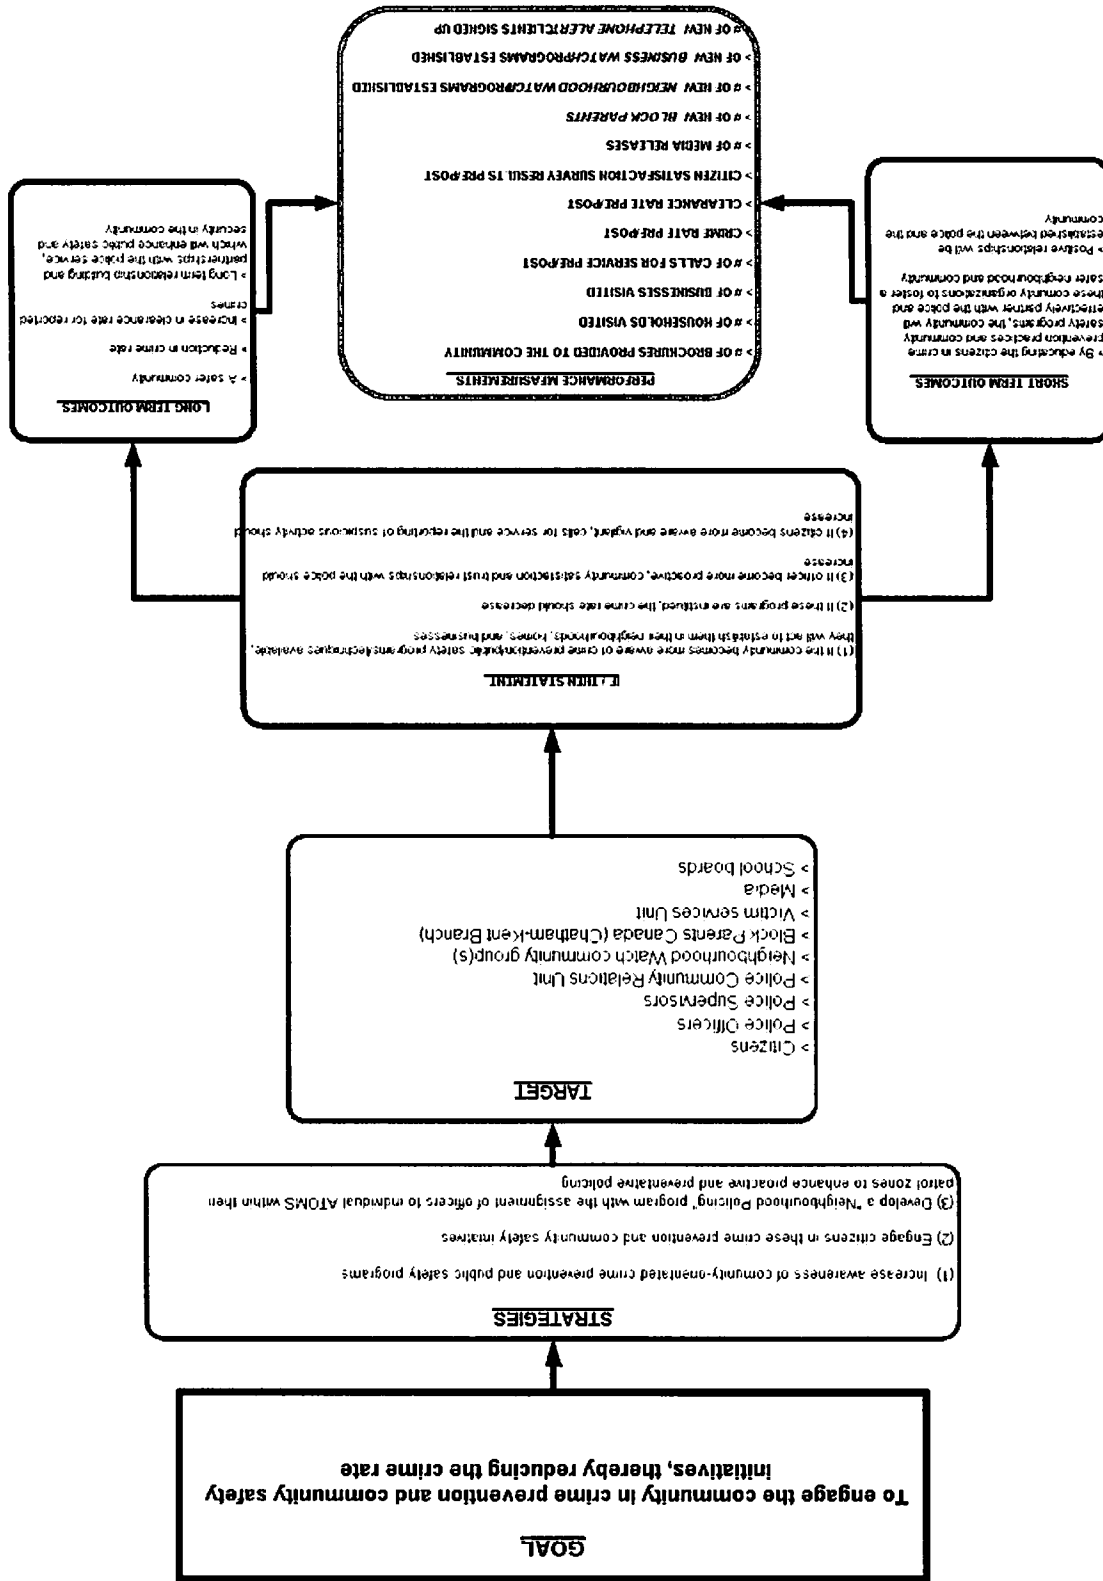 GOAL
To engage the community in crime prevention and community safety
initiatives, thereby reducing the crime rate
STRATEGIES
(1) Increase awareness of comunity-orientated crime prevention and public safety programs
(2) Engage citizens in these crime prevention and community safety intiatives
(3) Develop a "Neighbourhood Policing" program with the assignment of officers to individual ATOMS within then
patrol zones to enhance proactive and preventative policing
TARGET
> Citizens
> Police Officers
> Police Supervisors
> Police Community Relations Unit
> Neighbourhood Watch community group(s)
> Block Parents Canada (Chatham-Kent Branch)
> Victim services Unit
> Media
> School boards
IF / THEN STATEMENT
(1) If the community becomes more aware of crime prevention/public safety programs/techniques available,
they will act to establish them in their neighbourhoods, homes, and businesses
(2) If these programs are instituted, the crime rate should decrease
(3) If officer become more proactive, community satisfaction and trust relationships with the police should
increase
(4) If citizens become more aware and vigilant, calls for service and the reporting of suspicious activity should
increase
SHORT TERM OUTCOMES
> By educating the citizens in crime
prevention practices and community
safety programs, the community will
effectively partner with the police and
these comunity organizations to foster a
safer neighbourhood and community
> Positive relationships will be
established between the police and the
community
PERFORMANCE MEASUREMENTS
> # OF BROCHURES PROVIDED TO THE COMMUNITY
> # OF HOUSEHOLDS VISITED
> # OF BUSINESSES VISITED
> # OF CALLS FOR SERVICE PRE/POST
> CRIME RATE PRE/POST
> CLEARANCE RATE PRE/POST
> CITIZEN SATISFACTION SURVEY RESULTS PRE/POST
> # OF MEDIA RELEASES
> # OF NEW BLOCK PARENTS
> # OF NEW NEIGHBOURHOOD WATCH PROGRAMS ESTABLISHED
> OF NEW BUSINESS WATCH PROGRAMS ESTABLISHED
# OF NEW TELEPHONE ALERT CLIENTS SIGNED UP
LONG TERM OUTCOMES
> A safer community
> Reduction in crime rate
> Increase in clearance rate for reported
crimes
> Long term relationship building and
partnerships with the police service,
which will enhance public safety and
security in the community